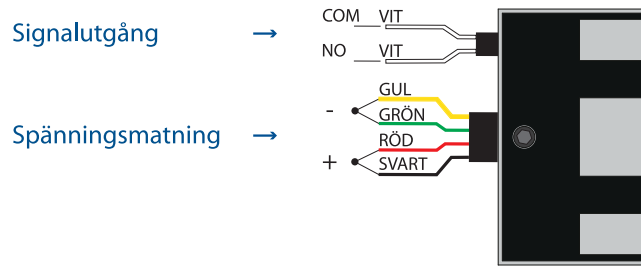 Signalutgång → COM VIT
NO VIT
GUL
- GRÖN
Spänningsmatning → RÖD
+ SVART